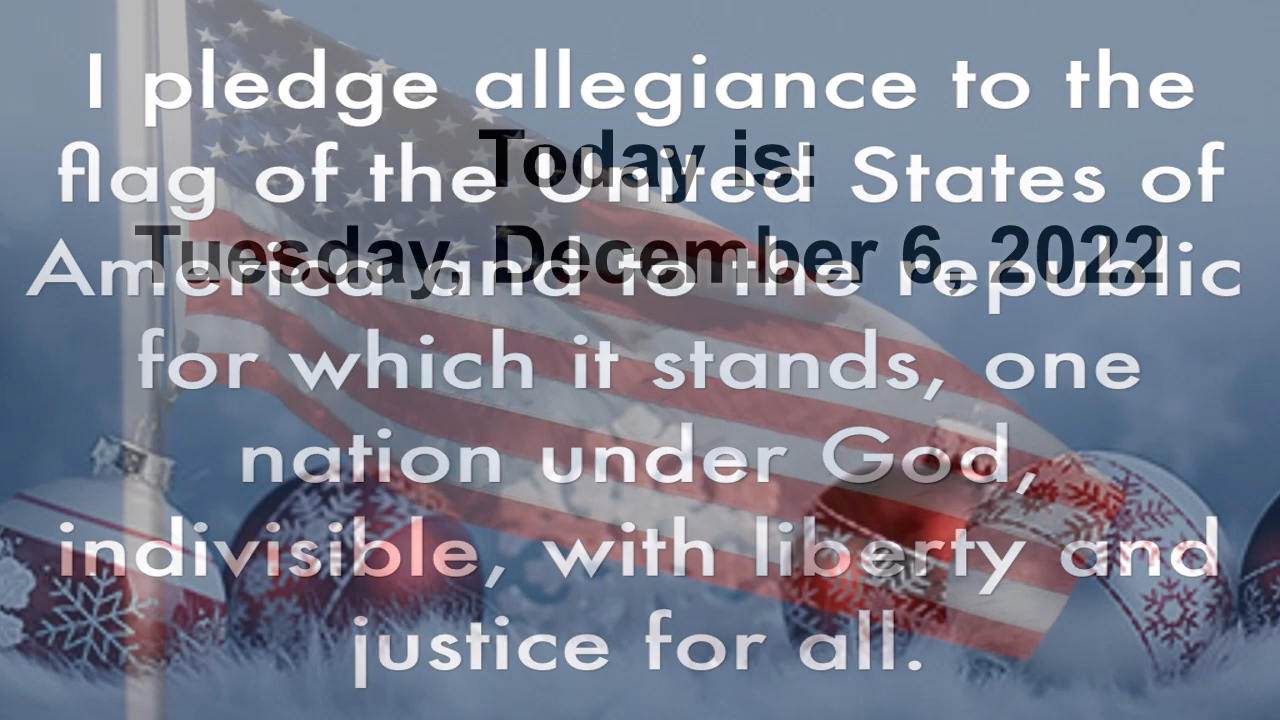 I pledge allegiance to the
Today is:
flag of the United States of
Tuesday, December 6, 2022
America and to the republic
for which it stands, one
nation under God,
indivisible, with liberty and
justice for all.